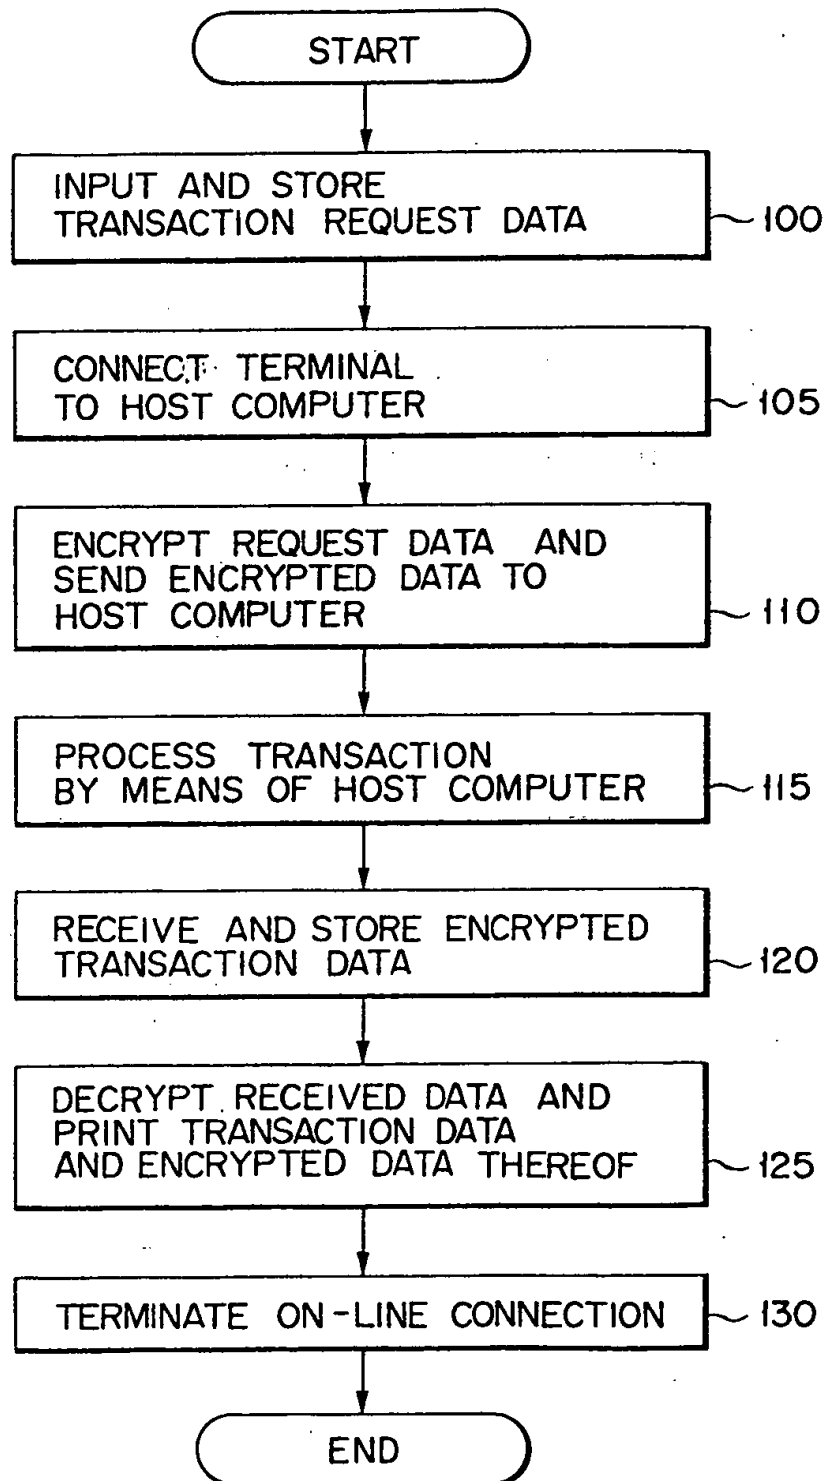 START
INPUT AND STORE
TRANSACTION REQUEST DATA
100
CONNECT TERMINAL
TO HOST COMPUTER
105
ENCRYPT REQUEST DATA AND
SEND ENCRYPTED DATA TO
HOST COMPUTER
110
PROCESS TRANSACTION
BY MEANS OF HOST COMPUTER
115
RECEIVE AND STORE ENCRYPTED
TRANSACTION DATA
120
DECRYPT RECEIVED DATA AND
PRINT TRANSACTION DATA
AND ENCRYPTED DATA THEREOF
125
TERMINATE ON-LINE CONNECTION
130
END